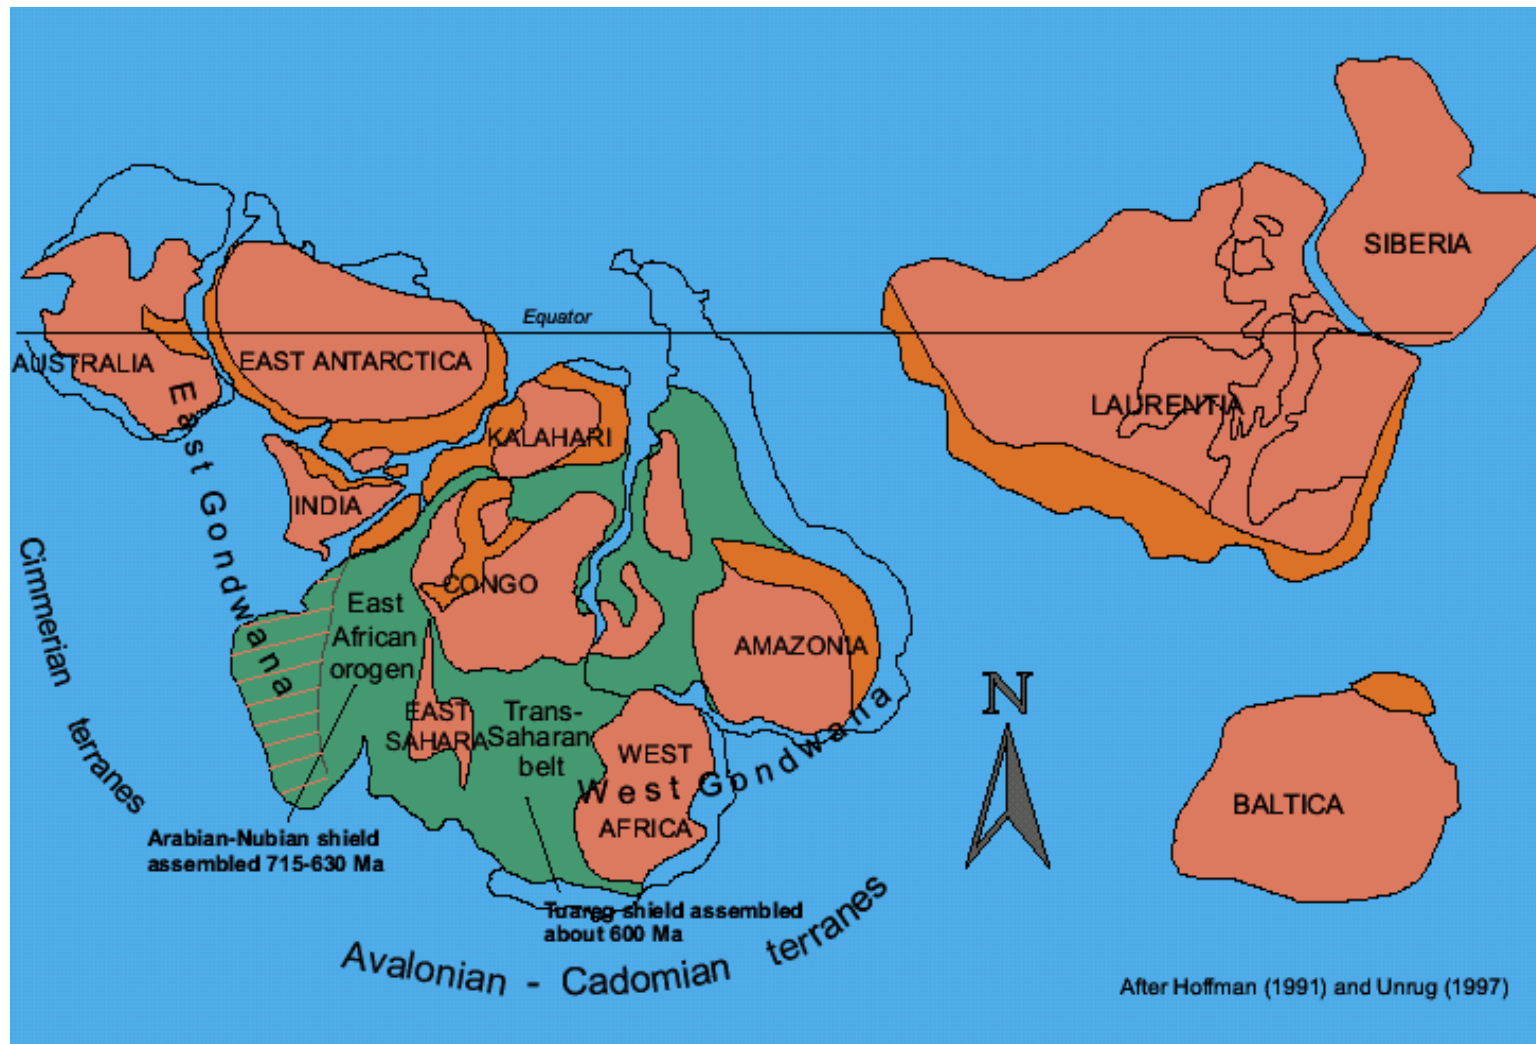 SIBERIA
Equator
AUSTRALIA
EAST ANTARCTICA
LAURENTIA
KALAHARI
INDIA
East Gondwana
Cimmerian terranes
CONGO
East
African
orogen
AMAZONIA
EAST
SAHARA
Trans-
Saharan
belt
WEST
AFRICA
West Gondwana
N
BALTICA
Arabian-Nubian shield
assembled 715-630 Ma
Tuareg shield assembled
about 600 Ma
Avalonian - Cadomian terranes
After Hoffman (1991) and Unrug (1997)